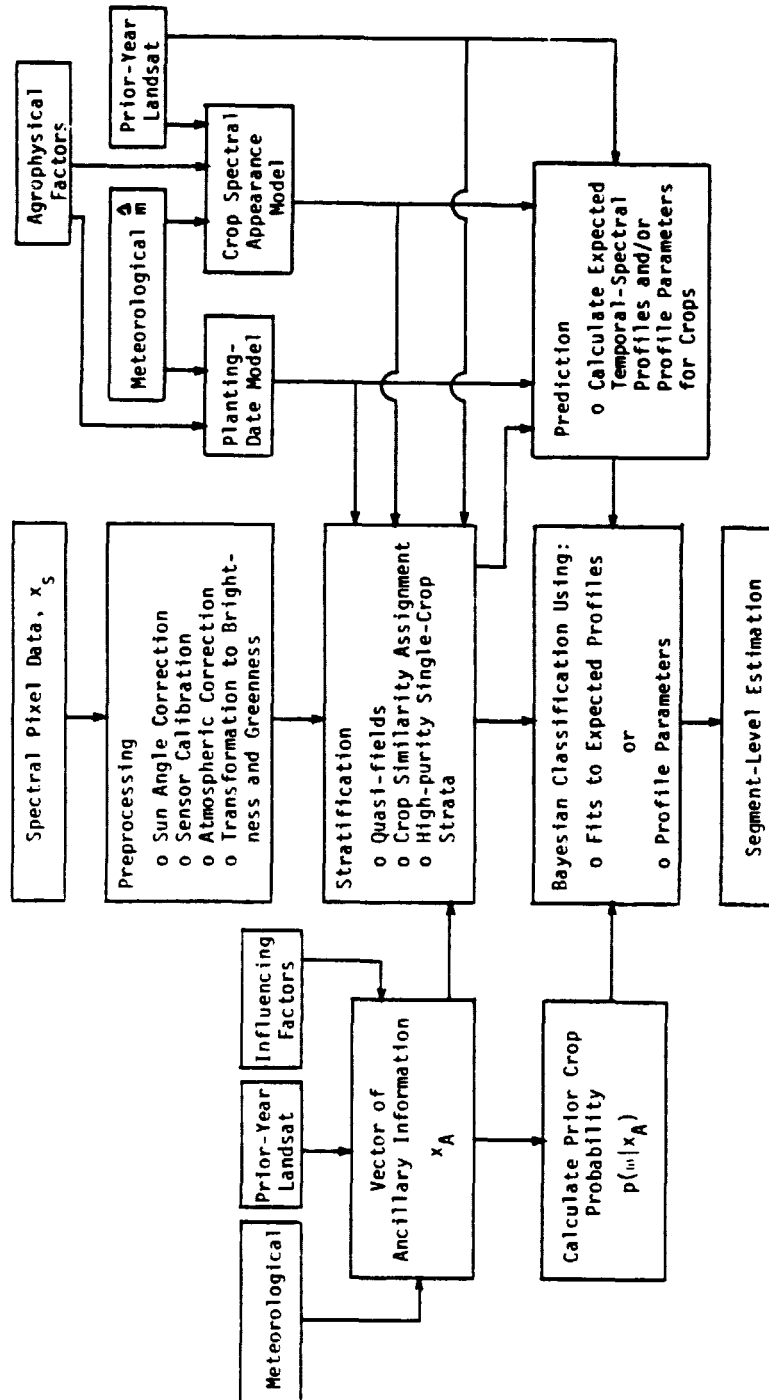 Spectral Pixel Data, xs
Preprocessing
o Sun Angle Correction
o Sensor Calibration
o Atmospheric Correction
o Transformation to Bright-
ness and Greenness
Agrophysical
Factors
Meteorological
m
Prior-Year
Landsat
Planting-
Date Model
Crop Spectral
Appearance
Model
Meteorological
Prior-Year
Landsat
Influencing
Factors
Vector of
Ancillary Information
xA
Stratification
o Quasi-fields
o Crop Similarity Assignment
o High-purity Single-Crop
Strata
Prediction
o Calculate Expected
Temporal-Spectral
Profiles and/or
Profile Parameters
for Crops
Calculate Prior Crop
Probability
p(ω|xA)
Bayesian Classification Using:
o Fits to Expected Profiles
or
o Profile Parameters
Segment-Level Estimation